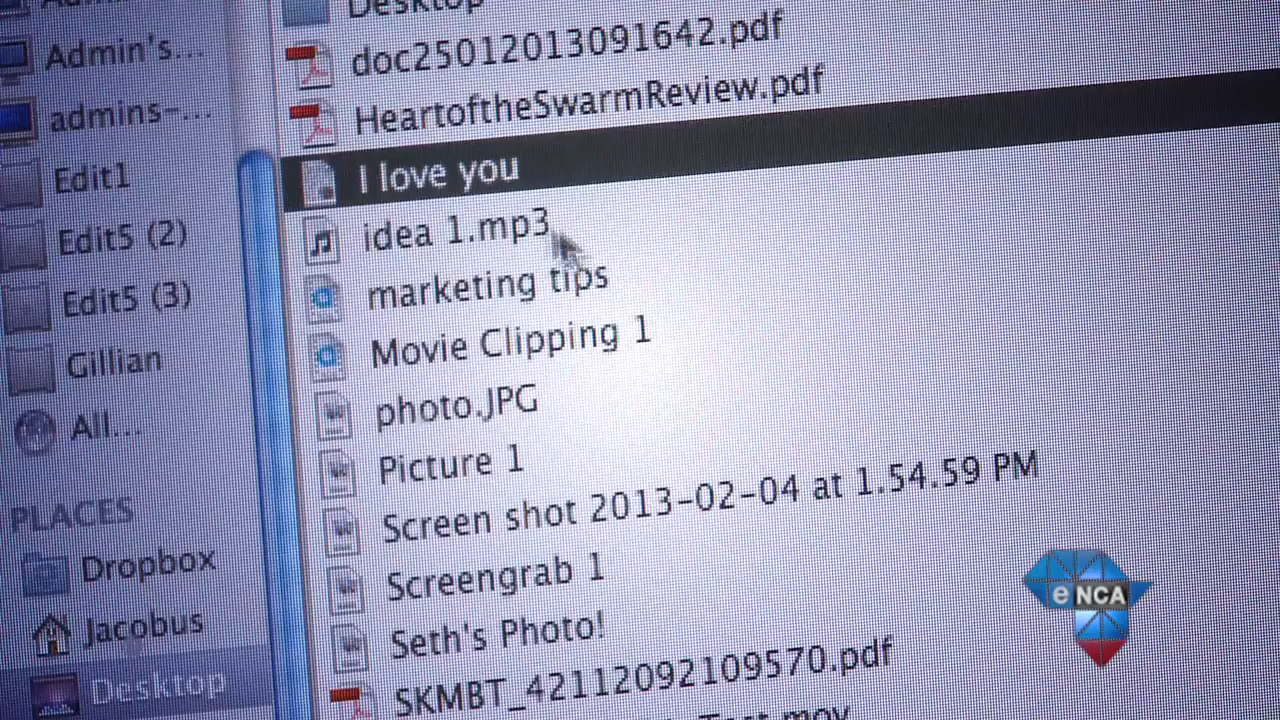 Admin's...
admins-...
Edit1
Edit5 (2)
Edit5 (3)
Gillian
All...
PLACES
Dropbox
Jacobus
Desktop
Desktop
doc25012013091642.pdf
HeartoftheSwarmReview.pdf
I love you
idea 1.mp3
marketing tips
Movie Clipping 1
photo.JPG
Picture 1
Screen shot 2013-02-04 at 1.54.59 PM
Screengrab 1
Seth's Photo!
SKMBT_42112092109570.pdf
eNCA